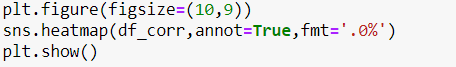 plt.figure(figsize=(10,9))
sns.heatmap(df_corr,annot=True,fmt='.0%')
plt.show()